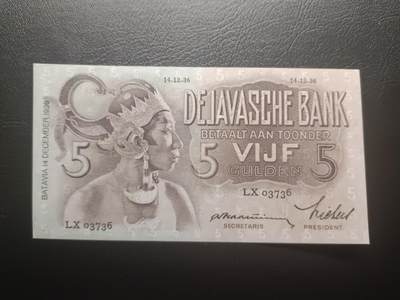 14-12-36
14-12-36
DE JAVASCHE BANK
BETAALT AAN TOONDER
5 5 VIJF 5
GULDEN
BATAVIA 14 DECEMBER 1936
LX 03736
LX 03736
SECRETARIS PRESIDENT